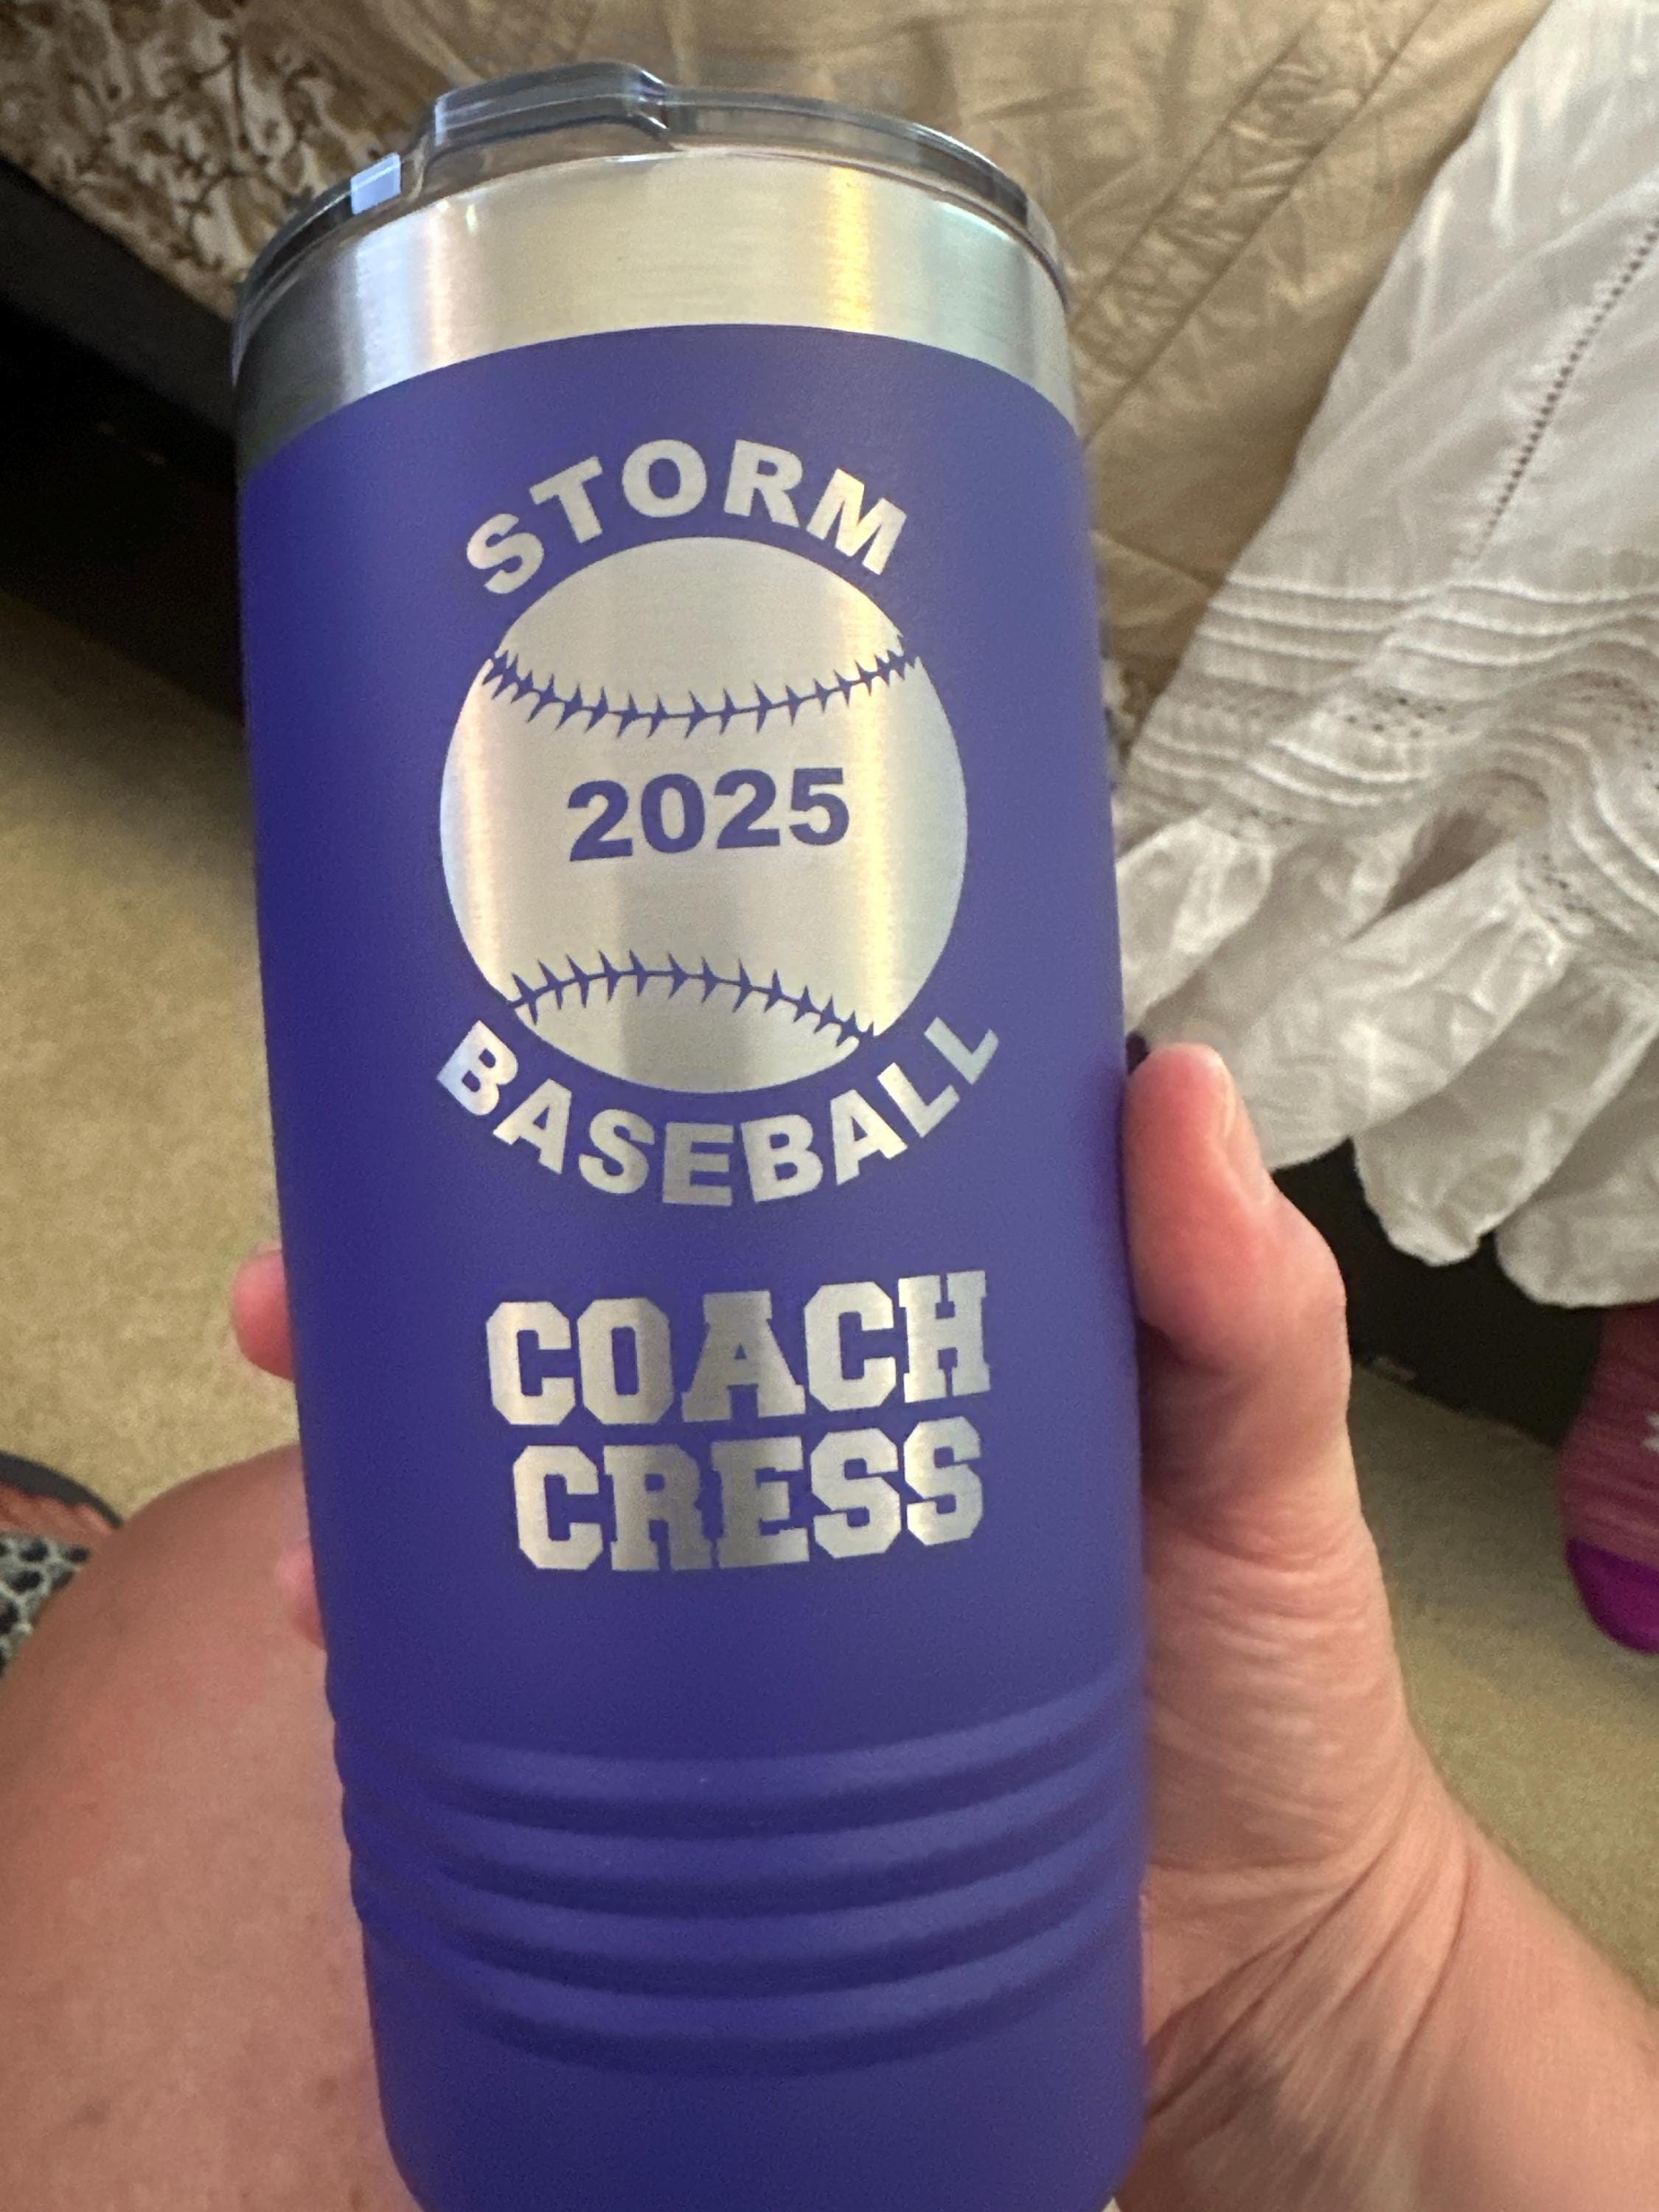 STORM
2025
BASEBALL
COACH
CRESS